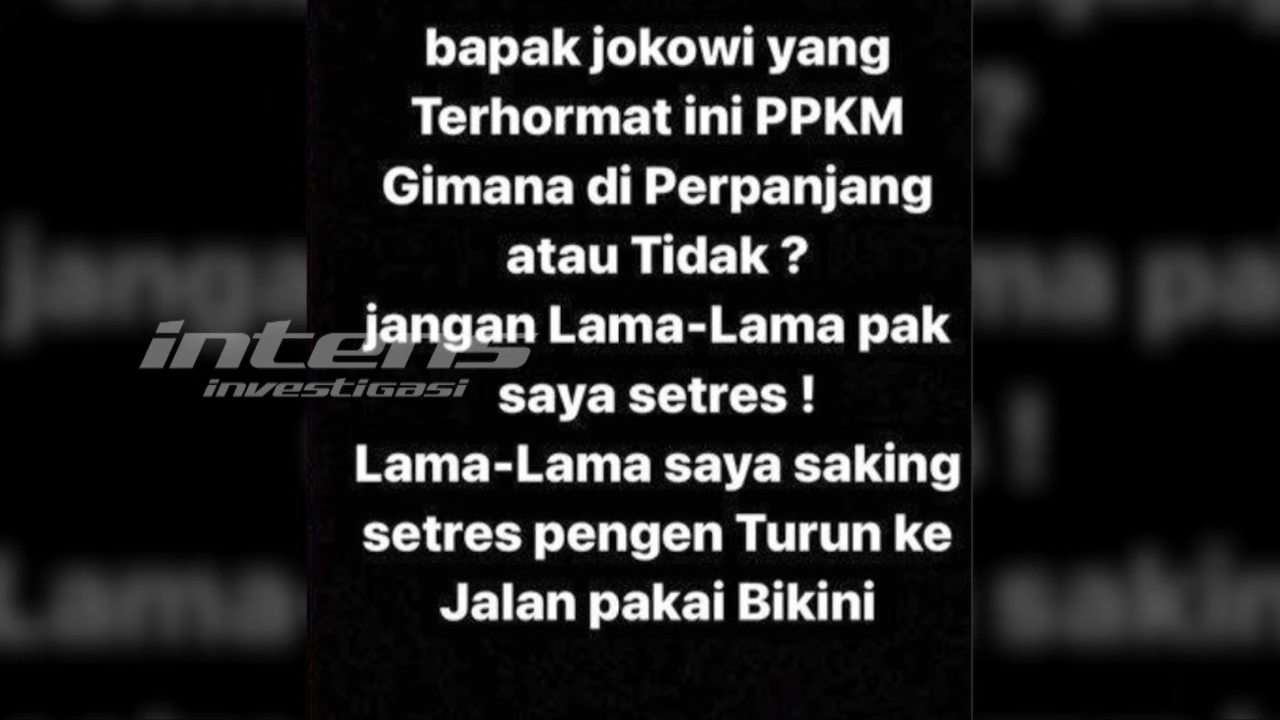 bapak jokowi yang
Terhormat ini PPKM
Gimana di Perpanjang
atau Tidak ?
jangan Lama-Lama pak
saya setres !
Lama-Lama saya saking
setres pengen Turun ke
Jalan pakai Bikini
intens
investigasi